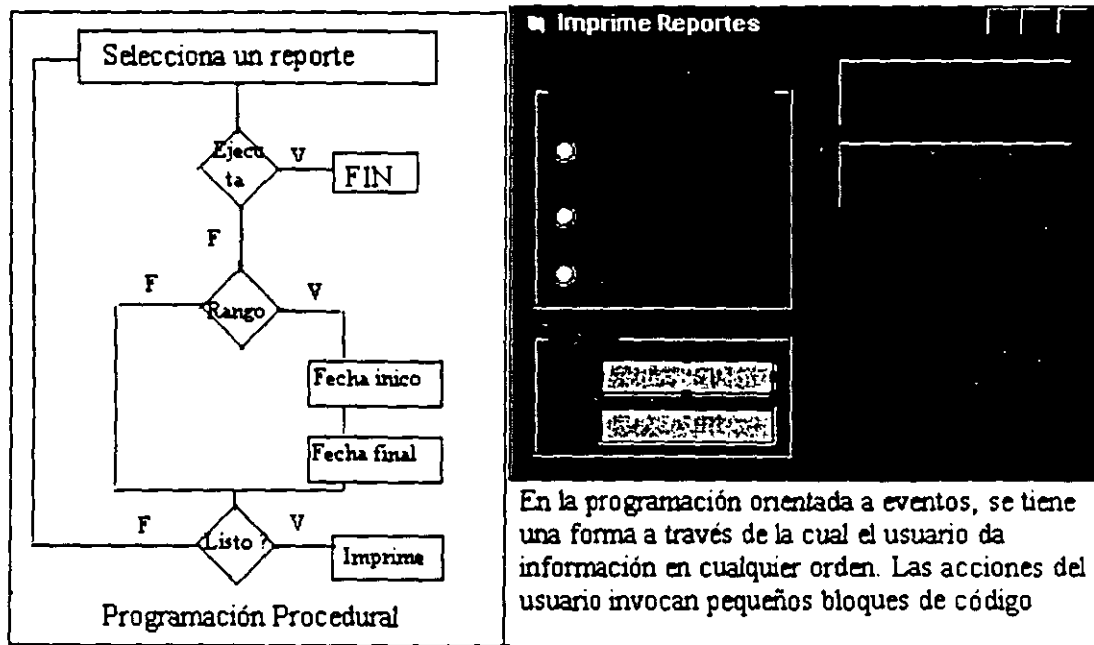 Selecciona un reporte
Ejecu
ta
V
FIN
F
F
V
Rango
Fecha inico
Fecha final
F
V
Listo ?
Imprime
Programación Procedural
Imprime Reportes
En la programación orientada a eventos, se tiene
una forma a través de la cual el usuario da
información en cualquier orden. Las acciones del
usuario invocan pequeños bloques de código